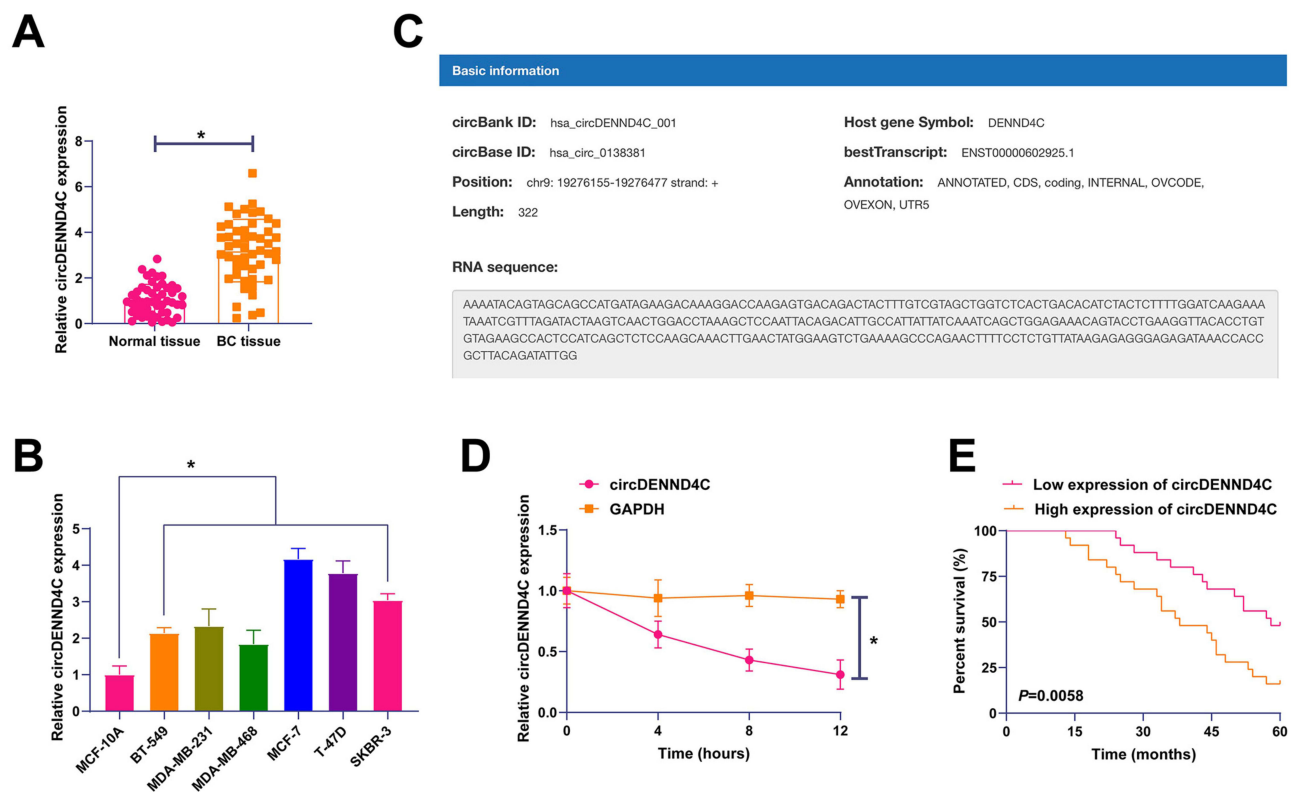 A
Relative circDENND4C expression
8
6
4
2
0
*
Normal tissue
BC tissue
C
Basic information
circBank ID: hsa_circDENND4C_001
Host gene Symbol: DENND4C
circBase ID: hsa_circ_0138381
bestTranscript: ENST00000602925.1
Position: chr9: 19276155-19276477 strand: +
Annotation: ANNOTATED, CDS, coding, INTERNAL, OVCODE,
OVEXON, UTR5
Length: 322
RNA sequence:
AAAATACAGTAGCAGCCATGATAGAAGACAAAGGACCAAGAGTGACAGACTACTTTGTCGTAGCTGGTCTCACTGACACATCTACTCTTTTGGATCAAGAAA
TAAATCGTTTAGATACTAAGTCAACTGGACCTAAAGCTCCAATTACAGACATTGCCATTATTATCAAATCAGCTGGAGAAACAGTACCTGAAGGTTACACCTGT
GTAGAAGCCACTCCATCAGCTCTCCAAGCAAACTTGAACTATGGAAGTCTGAAAAGCCCAGAACTTTTCCTCTGTTATAAGAGAGGGAGAGATAAACCACC
GCTTACAGATATTGG
B
Relative circDENND4C expression
5
4
3
2
1
0
*
MCF-10A
BT-549
MDA-MB-231
MDA-MB-468
MCF-7
T-47D
SKBR-3
D
circDENND4C
GAPDH
Relative circDENND4C expression
1.5
1.0
0.5
0.0
*
0
4
8
12
Time (hours)
E
Low expression of circDENND4C
High expression of circDENND4C
Percent survival (%)
100
75
50
25
0
P=0.0058
0
15
30
45
60
Time (months)